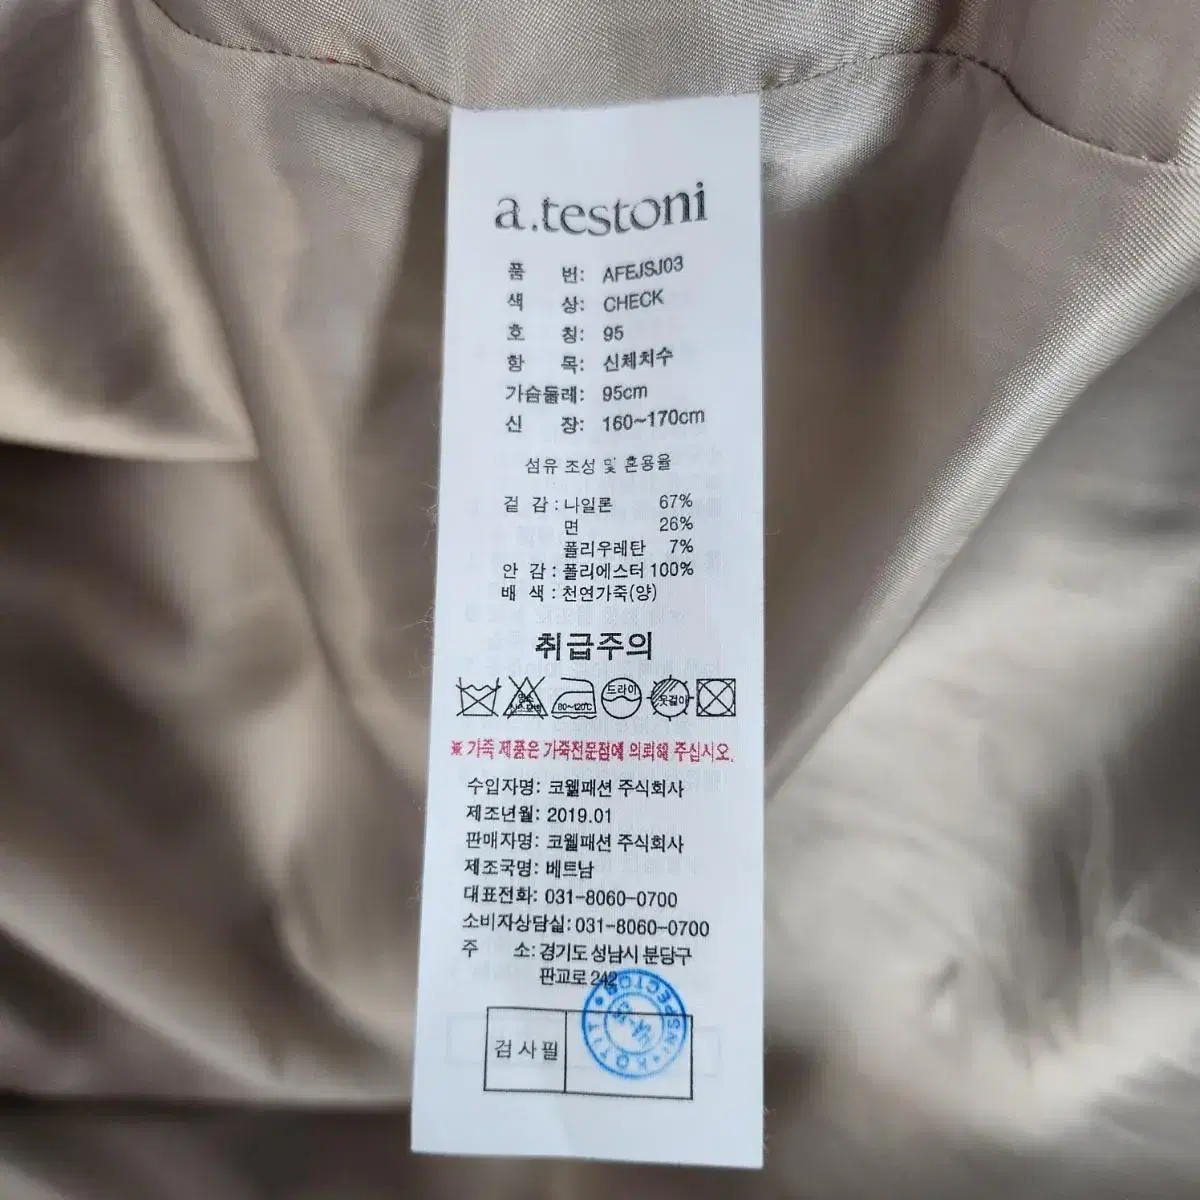 a.testoni
품 번: AFEJSJ03
색 상: CHECK
호 칭: 95
항 목: 신체치수
가슴둘레: 95cm
신 장: 160~170cm
섬유 조성 및 혼용율
겉 감 : 나일론 67%
면 26%
폴리우레탄 7%
안 감 : 폴리에스터 100%
배 색 : 천연가죽(양)
취급주의
80~120℃ 드라이 옷걸이
※ 가죽 제품은 가죽전문점에 의뢰해 주십시오.
수입자명: 코웰패션 주식회사
제조년월: 2019.01
판매자명: 코웰패션 주식회사
제조국명: 베트남
대표전화: 031-8060-0700
소비자상담실: 031-8060-0700
주 소: 경기도 성남시 분당구
판교로 242
검 사 필
KOTITI INSPECTOR